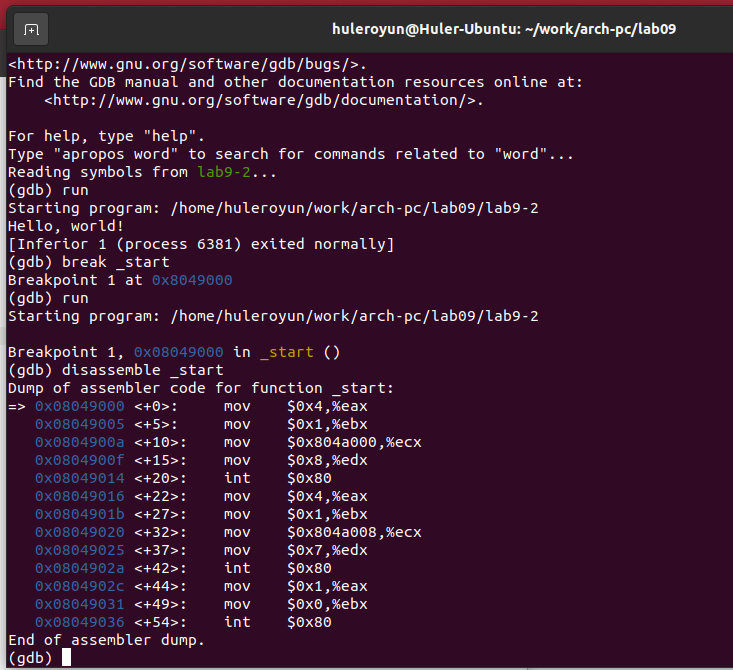 huleroyun@Huler-Ubuntu: ~/work/arch-pc/lab09
<http://www.gnu.org/software/gdb/bugs/>.
Find the GDB manual and other documentation resources online at:
    <http://www.gnu.org/software/gdb/documentation/>.

For help, type "help".
Type "apropos word" to search for commands related to "word"...
Reading symbols from lab9-2...
(gdb) run
Starting program: /home/huleroyun/work/arch-pc/lab09/lab9-2
Hello, world!
[Inferior 1 (process 6381) exited normally]
(gdb) break _start
Breakpoint 1 at 0x8049000
(gdb) run
Starting program: /home/huleroyun/work/arch-pc/lab09/lab9-2

Breakpoint 1, 0x08049000 in _start ()
(gdb) disassemble _start
Dump of assembler code for function _start:
=> 0x08049000 <+0>:     mov    $0x4,%eax
   0x08049005 <+5>:     mov    $0x1,%ebx
   0x0804900a <+10>:    mov    $0x804a000,%ecx
   0x0804900f <+15>:    mov    $0x8,%edx
   0x08049014 <+20>:    int    $0x80
   0x08049016 <+22>:    mov    $0x4,%eax
   0x0804901b <+27>:    mov    $0x1,%ebx
   0x08049020 <+32>:    mov    $0x804a008,%ecx
   0x08049025 <+37>:    mov    $0x7,%edx
   0x0804902a <+42>:    int    $0x80
   0x0804902c <+44>:    mov    $0x1,%eax
   0x08049031 <+49>:    mov    $0x0,%ebx
   0x08049036 <+54>:    int    $0x80
End of assembler dump.
(gdb)